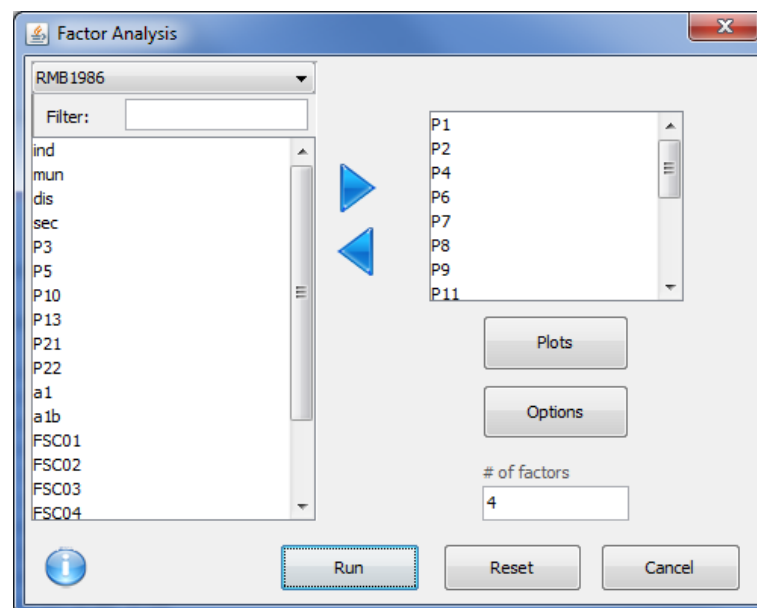 Factor Analysis
RMB1986
Filter:
ind
mun
dis
sec
P3
P5
P10
P13
P21
P22
a1
a1b
FSC01
FSC02
FSC03
FSC04
P1
P2
P4
P6
P7
P8
P9
P11
Plots
Options
# of factors
4
Run
Reset
Cancel